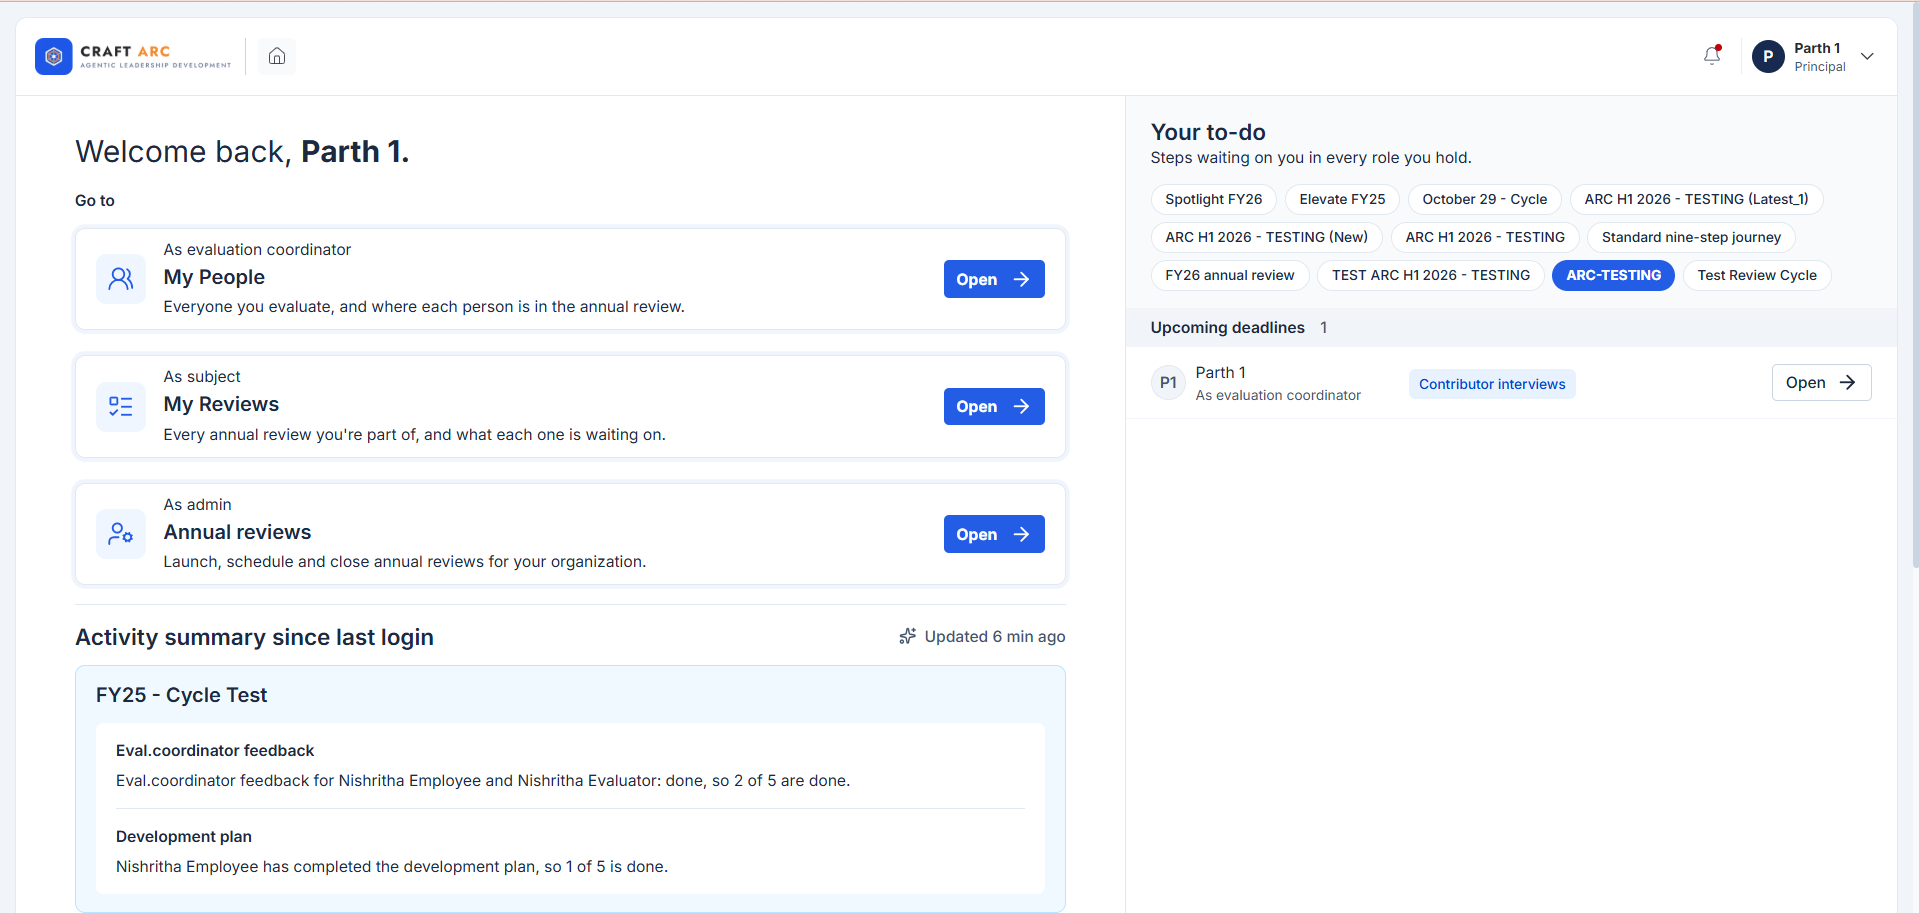 CRAFT ARC
AGENTIC LEADERSHIP DEVELOPMENT
P
Parth 1
Principal
Welcome back, Parth 1.
Go to
As evaluation coordinator
My People
Everyone you evaluate, and where each person is in the annual review.
Open
As subject
My Reviews
Every annual review you're part of, and what each one is waiting on.
Open
As admin
Annual reviews
Launch, schedule and close annual reviews for your organization.
Open
Activity summary since last login
Updated 6 min ago
FY25 - Cycle Test
Eval.coordinator feedback
Eval.coordinator feedback for Nishritha Employee and Nishritha Evaluator: done, so 2 of 5 are done.
Development plan
Nishritha Employee has completed the development plan, so 1 of 5 is done.
Your to-do
Steps waiting on you in every role you hold.
Spotlight FY26 Elevate FY25 October 29 - Cycle ARC H1 2026 - TESTING (Latest_1)
ARC H1 2026 - TESTING (New) ARC H1 2026 - TESTING Standard nine-step journey
FY26 annual review TEST ARC H1 2026 - TESTING ARC-TESTING Test Review Cycle
Upcoming deadlines 1
P1
Parth 1
As evaluation coordinator
Contributor interviews
Open